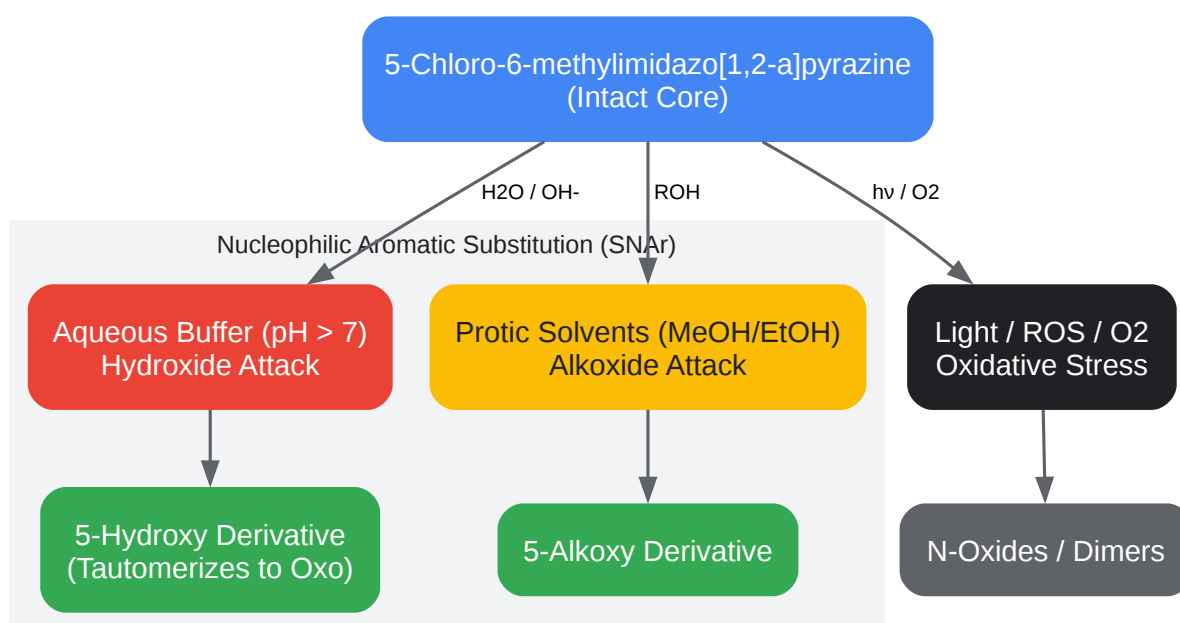 5-Chloro-6-methylimidazo[1,2-a]pyrazine
(Intact Core)
H2O / OH-
ROH
hν / O2
Nucleophilic Aromatic Substitution (SNAr)
Aqueous Buffer (pH > 7)
Hydroxide Attack
Protic Solvents (MeOH/EtOH)
Alkoxide Attack
Light / ROS / O2
Oxidative Stress
5-Hydroxy Derivative
(Tautomerizes to Oxo)
5-Alkoxy Derivative
N-Oxides / Dimers